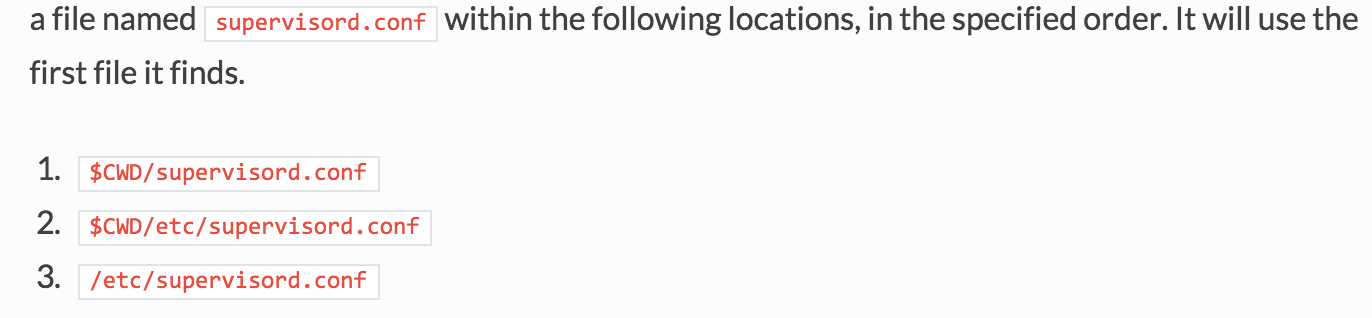 a file named supervisord.conf within the following locations, in the specified order. It will use the
first file it finds.
1. $CWD/supervisord.conf
2. $CWD/etc/supervisord.conf
3. /etc/supervisord.conf